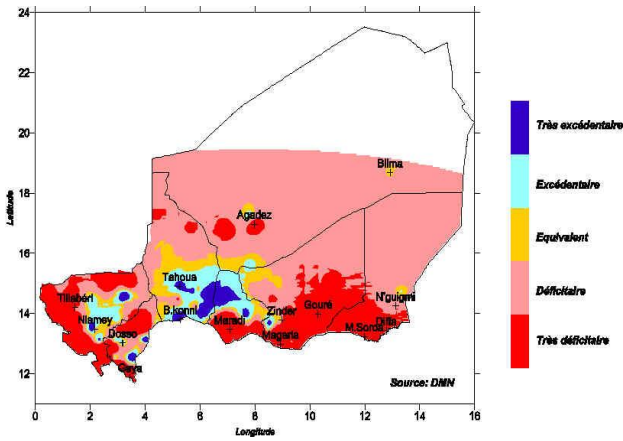 24
22
20
18
16
14
12
Latitude
0
2
4
6
8
10
12
14
16
Longitude
Bilma
Agadez
Tahoua
Tillabéri
B.konni
Niamey
Dosso
Gaya
Maradi
Zinder
Magaria
Gouré
N'guigmi
Diffa
M.Soroa
Source: DMN
Très excédentaire
Excédentaire
Equivalent
Déficitaire
Très déficitaire